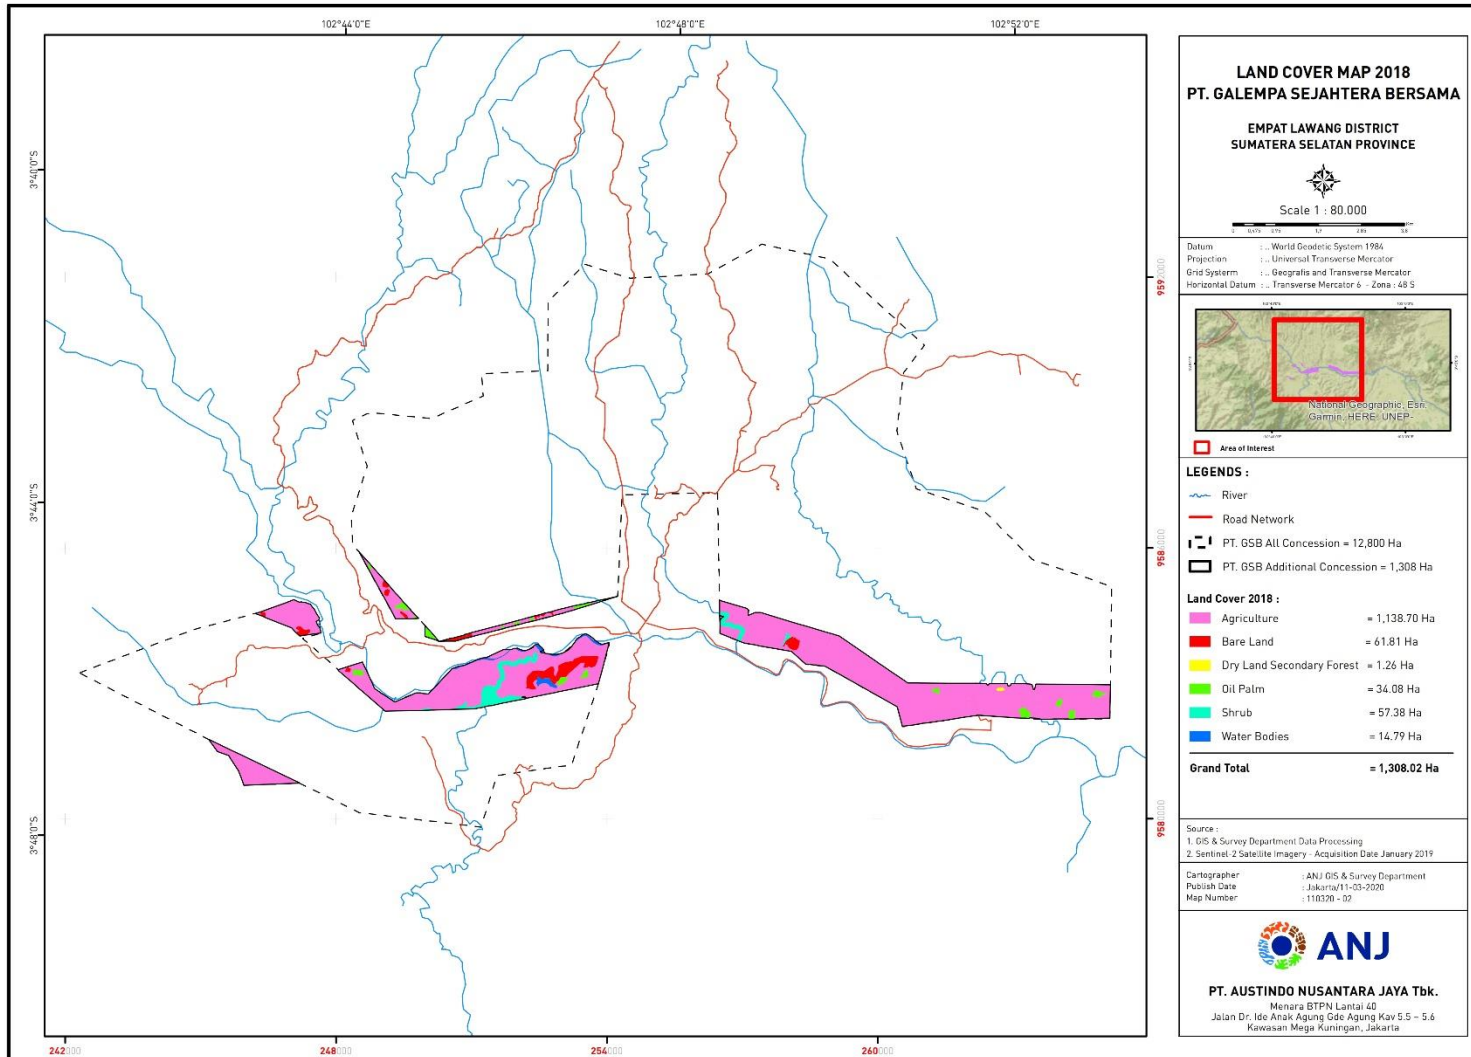 102°44'0"E 102°48'0"E 102°52'0"E
3°40'0"S
3°44'0"S
3°48'0"S
9592000
9586000
9580000
242000 248000 254000 260000
LAND COVER MAP 2018
PT. GALEMPA SEJAHTERA BERSAMA
EMPAT LAWANG DISTRICT
SUMATERA SELATAN PROVINCE
Scale 1 : 80.000
Datum : .. World Geodetic System 1984
Projection : .. Universal Transverse Mercator
Grid Systerm : .. Geografis and Transverse Mercator
Horizontal Datum : .. Transverse Mercator 6 - Zona : 48 S
National Geographic, Esri,
Garmin, HERE, UNEP-
Area of Interest
LEGENDS :
River
Road Network
PT. GSB All Concession = 12,800 Ha
PT. GSB Additional Concession = 1,308 Ha
Land Cover 2018 :
Agriculture = 1,138.70 Ha
Bare Land = 61.81 Ha
Dry Land Secondary Forest = 1.26 Ha
Oil Palm = 34.08 Ha
Shrub = 57.38 Ha
Water Bodies = 14.79 Ha
Grand Total = 1,308.02 Ha
Source :
1. GIS & Survey Department Data Processing
2. Sentinel-2 Satellite Imagery - Acquisition Date January 2019
Cartographer : ANJ GIS & Survey Department
Publish Date : Jakarta/11-03-2020
Map Number : 110320 - 02
ANJ
PT. AUSTINDO NUSANTARA JAYA Tbk.
Menara BTPN Lantai 40
Jalan Dr. Ide Anak Agung Gde Agung Kav 5.5 – 5.6
Kawasan Mega Kuningan, Jakarta